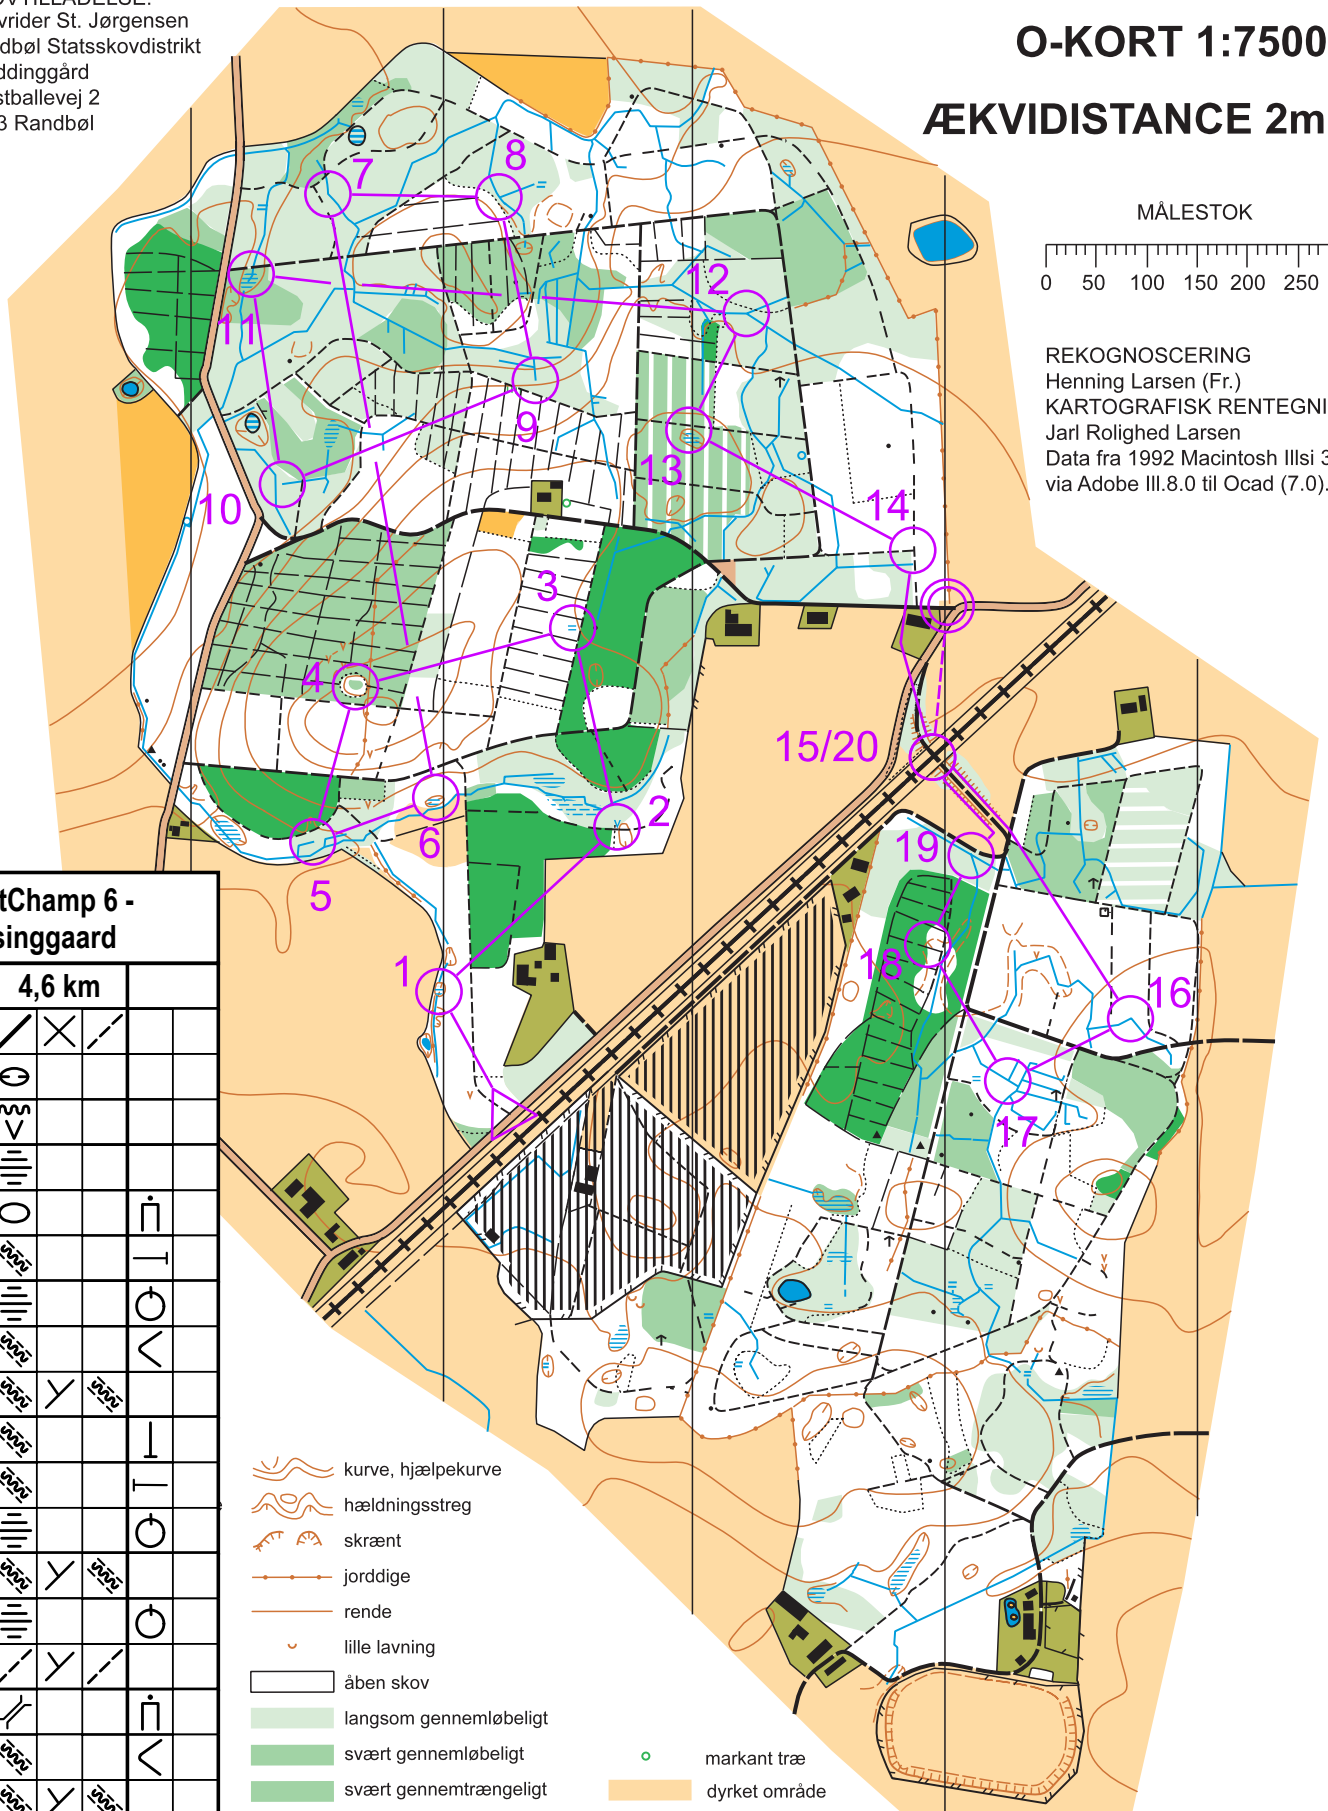 vrider St. Jørgensen
dbøl Statsskovdistrikt
ddinggård
stballevej 2
3 Randbøl
O-KORT 1:7500
ÆKVIDISTANCE 2m
MÅLESTOK
0 50 100 150 200 250
REKOGNOSCERING
Henning Larsen (Fr.)
KARTOGRAFISK RENTEGNI
Jarl Rolighed Larsen
Data fra 1992 Macintosh IIIsi 3
via Adobe Ill.8.0 til Ocad (7.0).
7
8
12
11
9
13
10
14
3
4
15/20
2
6
19
5
18
1
16
17
tChamp 6 -
singgaard
4,6 km
kurve, hjælpekurve
hældningsstreg
skrænt
jorddige
rende
lille lavning
åben skov
langsom gennemløbeligt
svært gennemløbeligt
svært gennemtrængeligt
markant træ
dyrket område